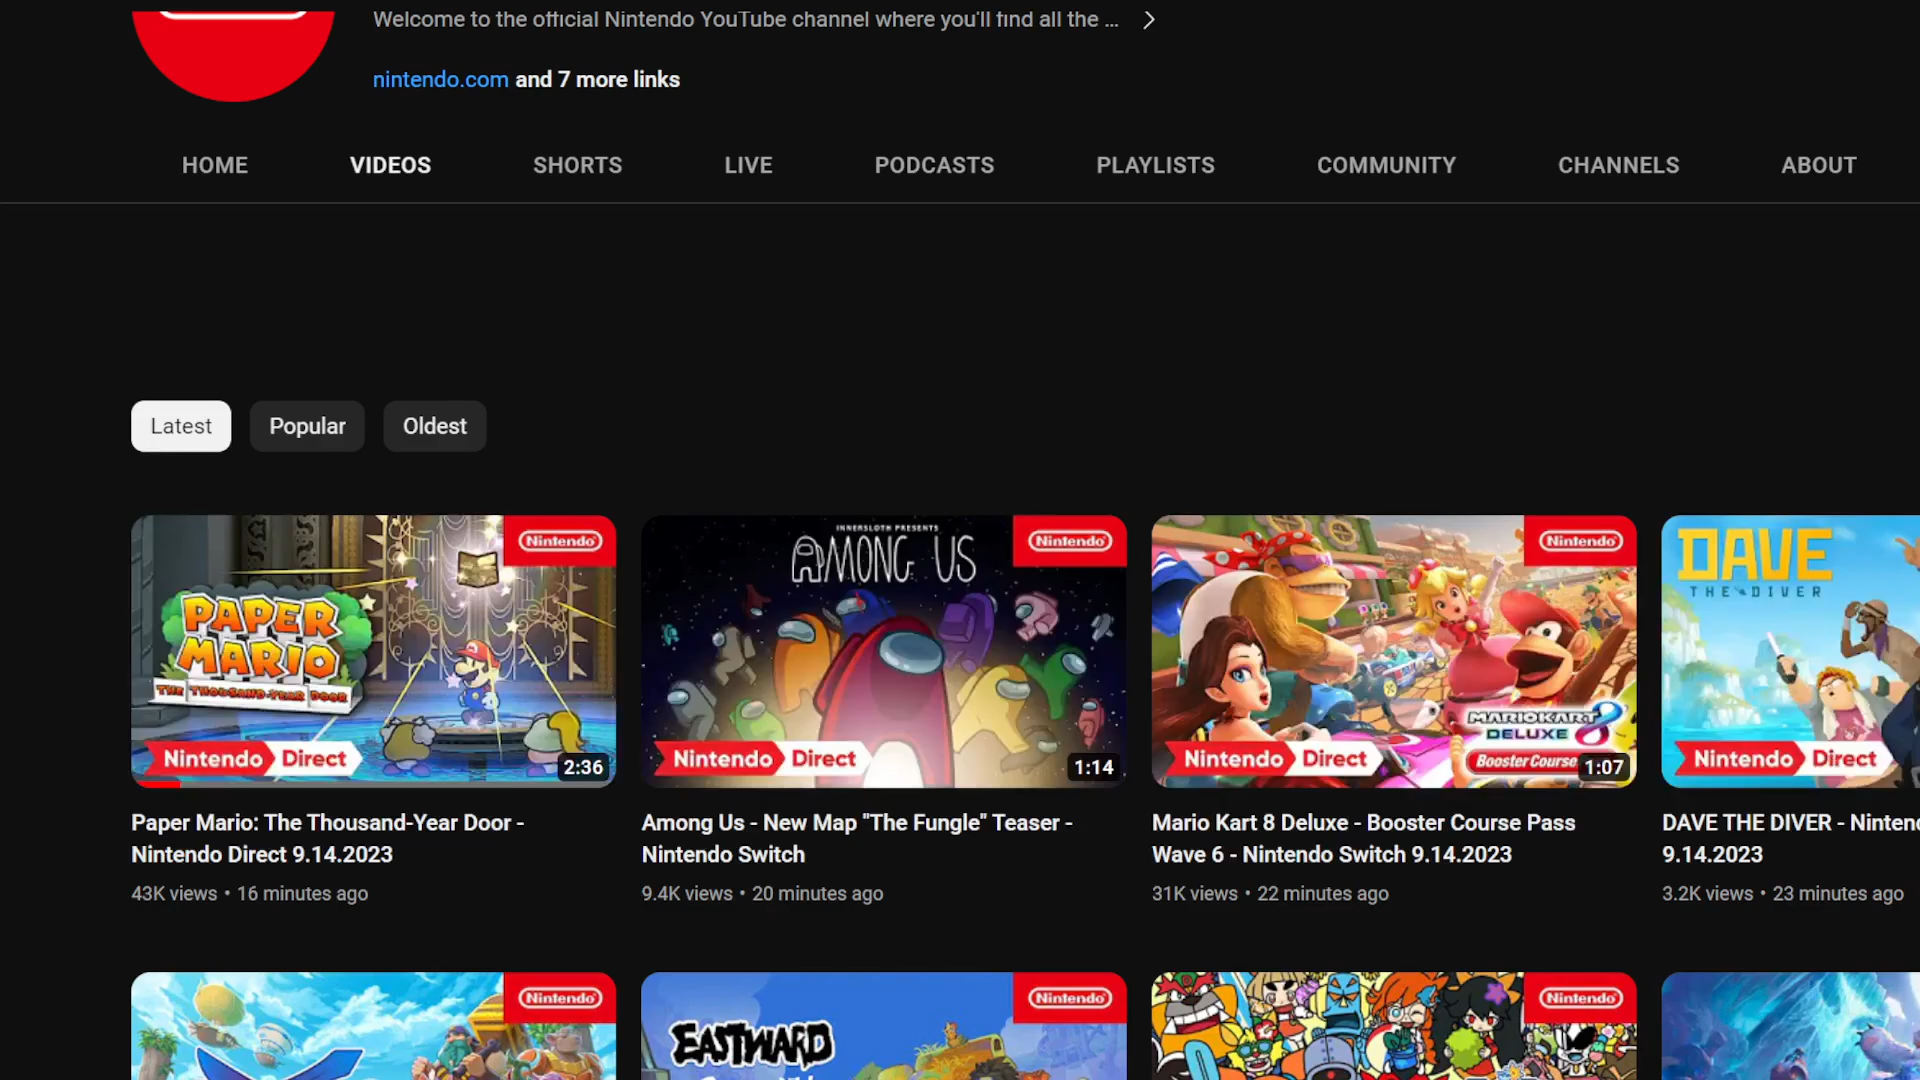 Welcome to the official Nintendo YouTube channel where you'll find all the ...
nintendo.com and 7 more links
HOME
VIDEOS
SHORTS
LIVE
PODCASTS
PLAYLISTS
COMMUNITY
CHANNELS
ABOUT
Latest
Popular
Oldest
Nintendo
PAPER
MARIO
THE THOUSAND-YEAR DOOR
Nintendo Direct
2:36
Paper Mario: The Thousand-Year Door -
Nintendo Direct 9.14.2023
43K views • 16 minutes ago
INNERSLOTH PRESENTS
AMONG US
Nintendo
Nintendo Direct
1:14
Among Us - New Map "The Fungle" Teaser -
Nintendo Switch
9.4K views • 20 minutes ago
Nintendo
MARIOKART 8
DELUXE
Booster Course
Nintendo Direct
1:07
Mario Kart 8 Deluxe - Booster Course Pass
Wave 6 - Nintendo Switch 9.14.2023
31K views • 22 minutes ago
DAVE
THE DIVER
Nintendo Direct
DAVE THE DIVER - Ninten
9.14.2023
3.2K views • 23 minutes ago
Nintendo
EASTWARD
Nintendo
Nintendo